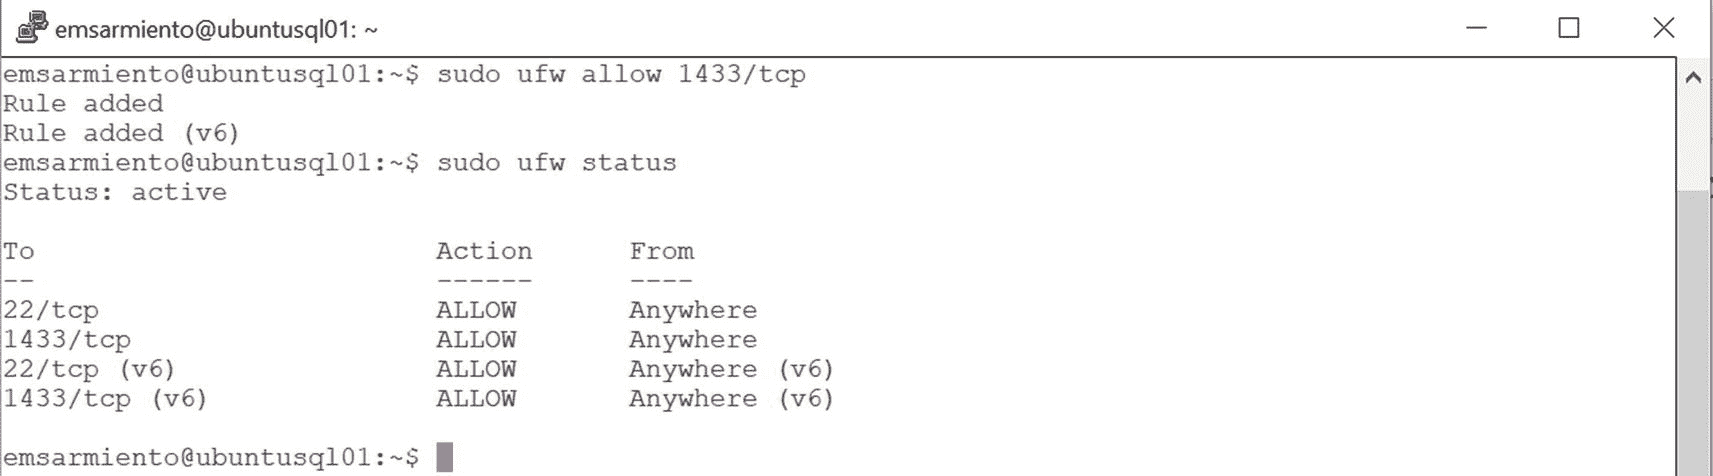 emsarmiento@ubuntusql01: ~
emsarmiento@ubuntusql01:~$ sudo ufw allow 1433/tcp
Rule added
Rule added (v6)
emsarmiento@ubuntusql01:~$ sudo ufw status
Status: active
To                         Action      From
--                         ------      ----
22/tcp                     ALLOW       Anywhere
1433/tcp                   ALLOW       Anywhere
22/tcp (v6)                ALLOW       Anywhere (v6)
1433/tcp (v6)              ALLOW       Anywhere (v6)
emsarmiento@ubuntusql01:~$